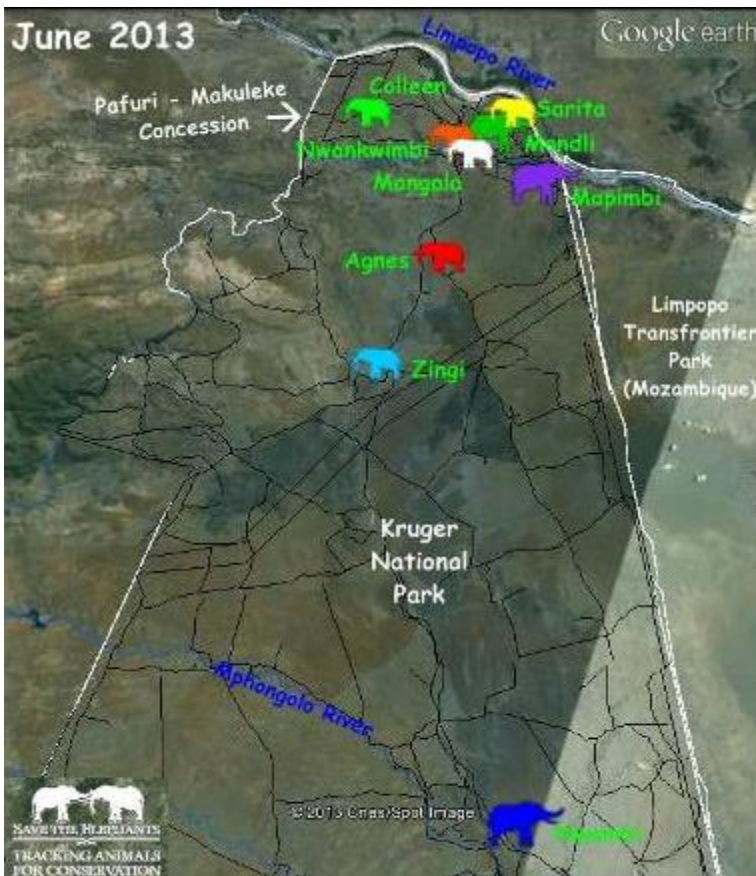 June 2013
Google earth
Limpopo River
Colleen
Pafuri - Makuleke
Concession
Sarita
Nwankwimbi
Mandli
Mangala
Mapimbi
Agnes
Limpopo
Transfrontier
Park
(Mozambique)
Zingi
Kruger
National
Park
Mphongolo River
© 2013 Cnes/Spot Image
SAVE THE ELEPHANTS
TRACKING ANIMALS
FOR CONSERVATION